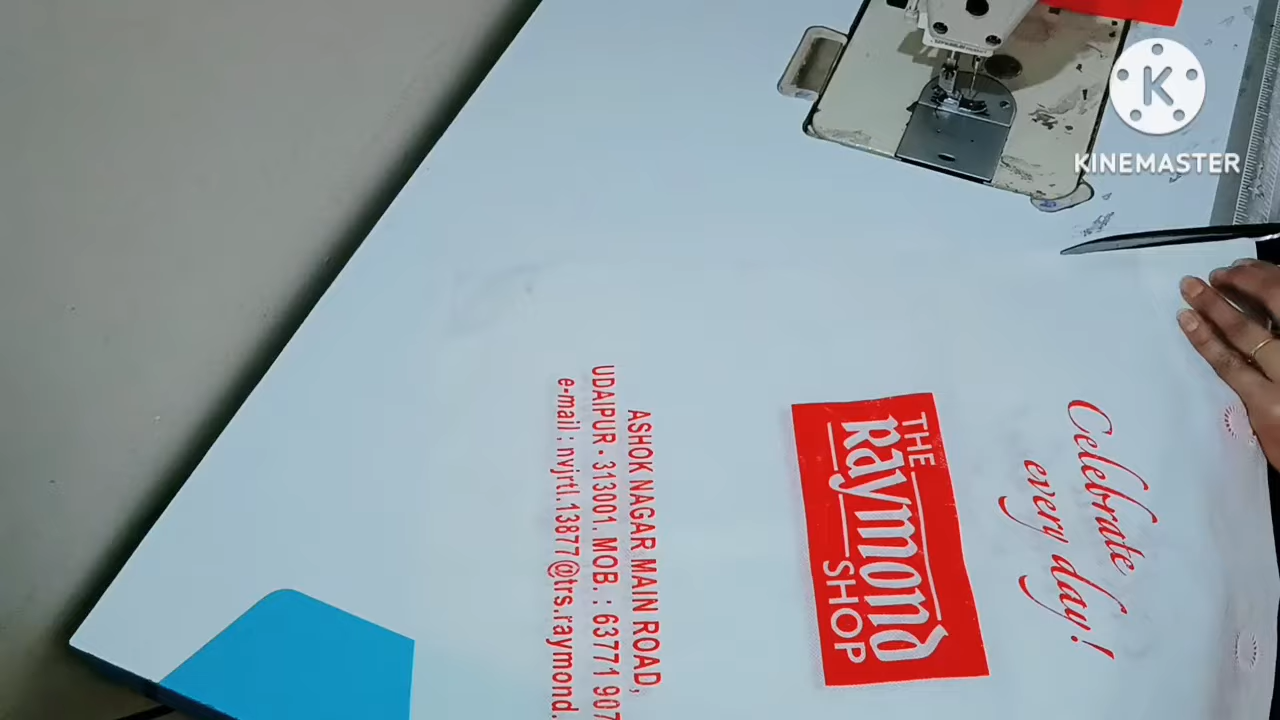 Celebrate
every day!
THE
Raymond
SHOP
ASHOK NAGAR MAIN ROAD,
UDAIPUR • 313001. MOB. : 63771 907
e-mail : nvjrtl.13877@trs.raymond.
K
KINEMASTER